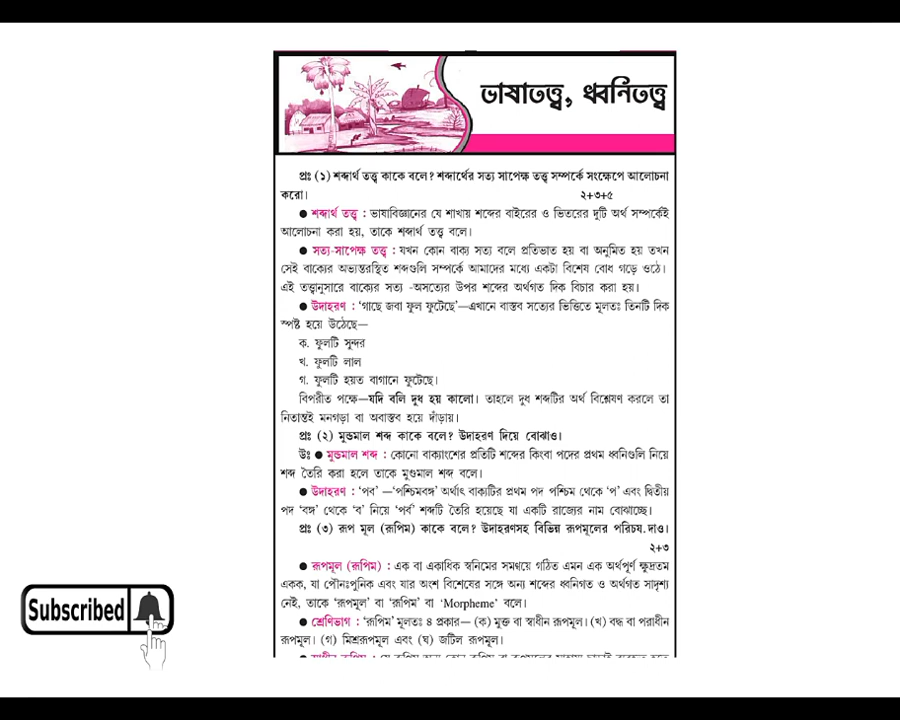 ভাষাতত্ত্ব, ধ্বনিতত্ত্ব
প্রঃ (১) শব্দার্থ তত্ত্ব কাকে বলে? শব্দার্থের সত্য সাপেক্ষ তত্ত্ব সম্পর্কে সংক্ষেপে আলোচনা
করো। ২+৩+৫
● শব্দার্থ তত্ত্ব : ভাষাবিজ্ঞানের যে শাখায় শব্দের বাইরের ও ভিতরের দুটি অর্থ সম্পর্কেই
আলোচনা করা হয়, তাকে শব্দার্থ তত্ত্ব বলে।
● সত্য-সাপেক্ষ তত্ত্ব : যখন কোন বাক্য সত্য বলে প্রতিভাত হয় বা অনুমিত হয় তখন
সেই বাক্যের অভ্যন্তরস্থিত শব্দগুলি সম্পর্কে আমাদের মধ্যে একটা বিশেষ বোধ গড়ে ওঠে।
এই তত্ত্বানুসারে বাক্যের সত্য -অসত্যের উপর শব্দের অর্থগত দিক বিচার করা হয়।
● উদাহরণ : 'গাছে জবা ফুল ফুটেছে'—এখানে বাস্তব সত্যের ভিত্তিতে মূলতঃ তিনটি দিক
স্পষ্ট হয়ে উঠেছে—
ক. ফুলটি সুন্দর
খ. ফুলটি লাল
গ. ফুলটি হয়ত বাগানে ফুটেছে।
বিপরীত পক্ষে—যদি বলি দুধ হয় কালো। তাহলে দুধ শব্দটির অর্থ বিশ্লেষণ করলে তা
নিতান্তই মনগড়া বা অবাস্তব হয়ে দাঁড়ায়।
প্রঃ (২) মুন্ডমাল শব্দ কাকে বলে? উদাহরণ দিয়ে বোঝাও।
উঃ ● মুন্ডমাল শব্দ : কোনো বাক্যাংশের প্রতিটি শব্দের কিংবা পদের প্রথম ধ্বনিগুলি নিয়ে
শব্দ তৈরি করা হলে তাকে মুণ্ডমাল শব্দ বলে।
● উদাহরণ : 'পব' —'পশ্চিমবঙ্গ' অর্থাৎ বাক্যটির প্রথম পদ পশ্চিম থেকে 'প' এবং দ্বিতীয়
পদ 'বঙ্গ' থেকে 'ব' নিয়ে 'পর্ব' শব্দটি তৈরি হয়েছে যা একটি রাজ্যের নাম বোঝাচ্ছে।
প্রঃ (৩) রূপ মূল (রূপিম) কাকে বলে? উদাহরণসহ বিভিন্ন রূপমূলের পরিচয়.দাও।
২+৩
● রূপমূল (রূপিম) : এক বা একাধিক স্বনিমের সমন্বয়ে গঠিত এমন এক অর্থপূর্ণ ক্ষুদ্রতম
একক, যা পৌনঃপুনিক এবং যার অংশ বিশেষের সঙ্গে অন্য শব্দের ধ্বনিগত ও অর্থগত সাদৃশ্য
নেই, তাকে 'রূপমূল' বা 'রূপিম' বা 'Morpheme' বলে।
● শ্রেণিভাগ : 'রূপিম' মূলতঃ ৪ প্রকার— (ক) মুক্ত বা স্বাধীন রূপমূল। (খ) বদ্ধ বা পরাধীন
রূপমূল। (গ) মিশ্ররূপমূল এবং (ঘ) জটিল রূপমূল।
Subscribed